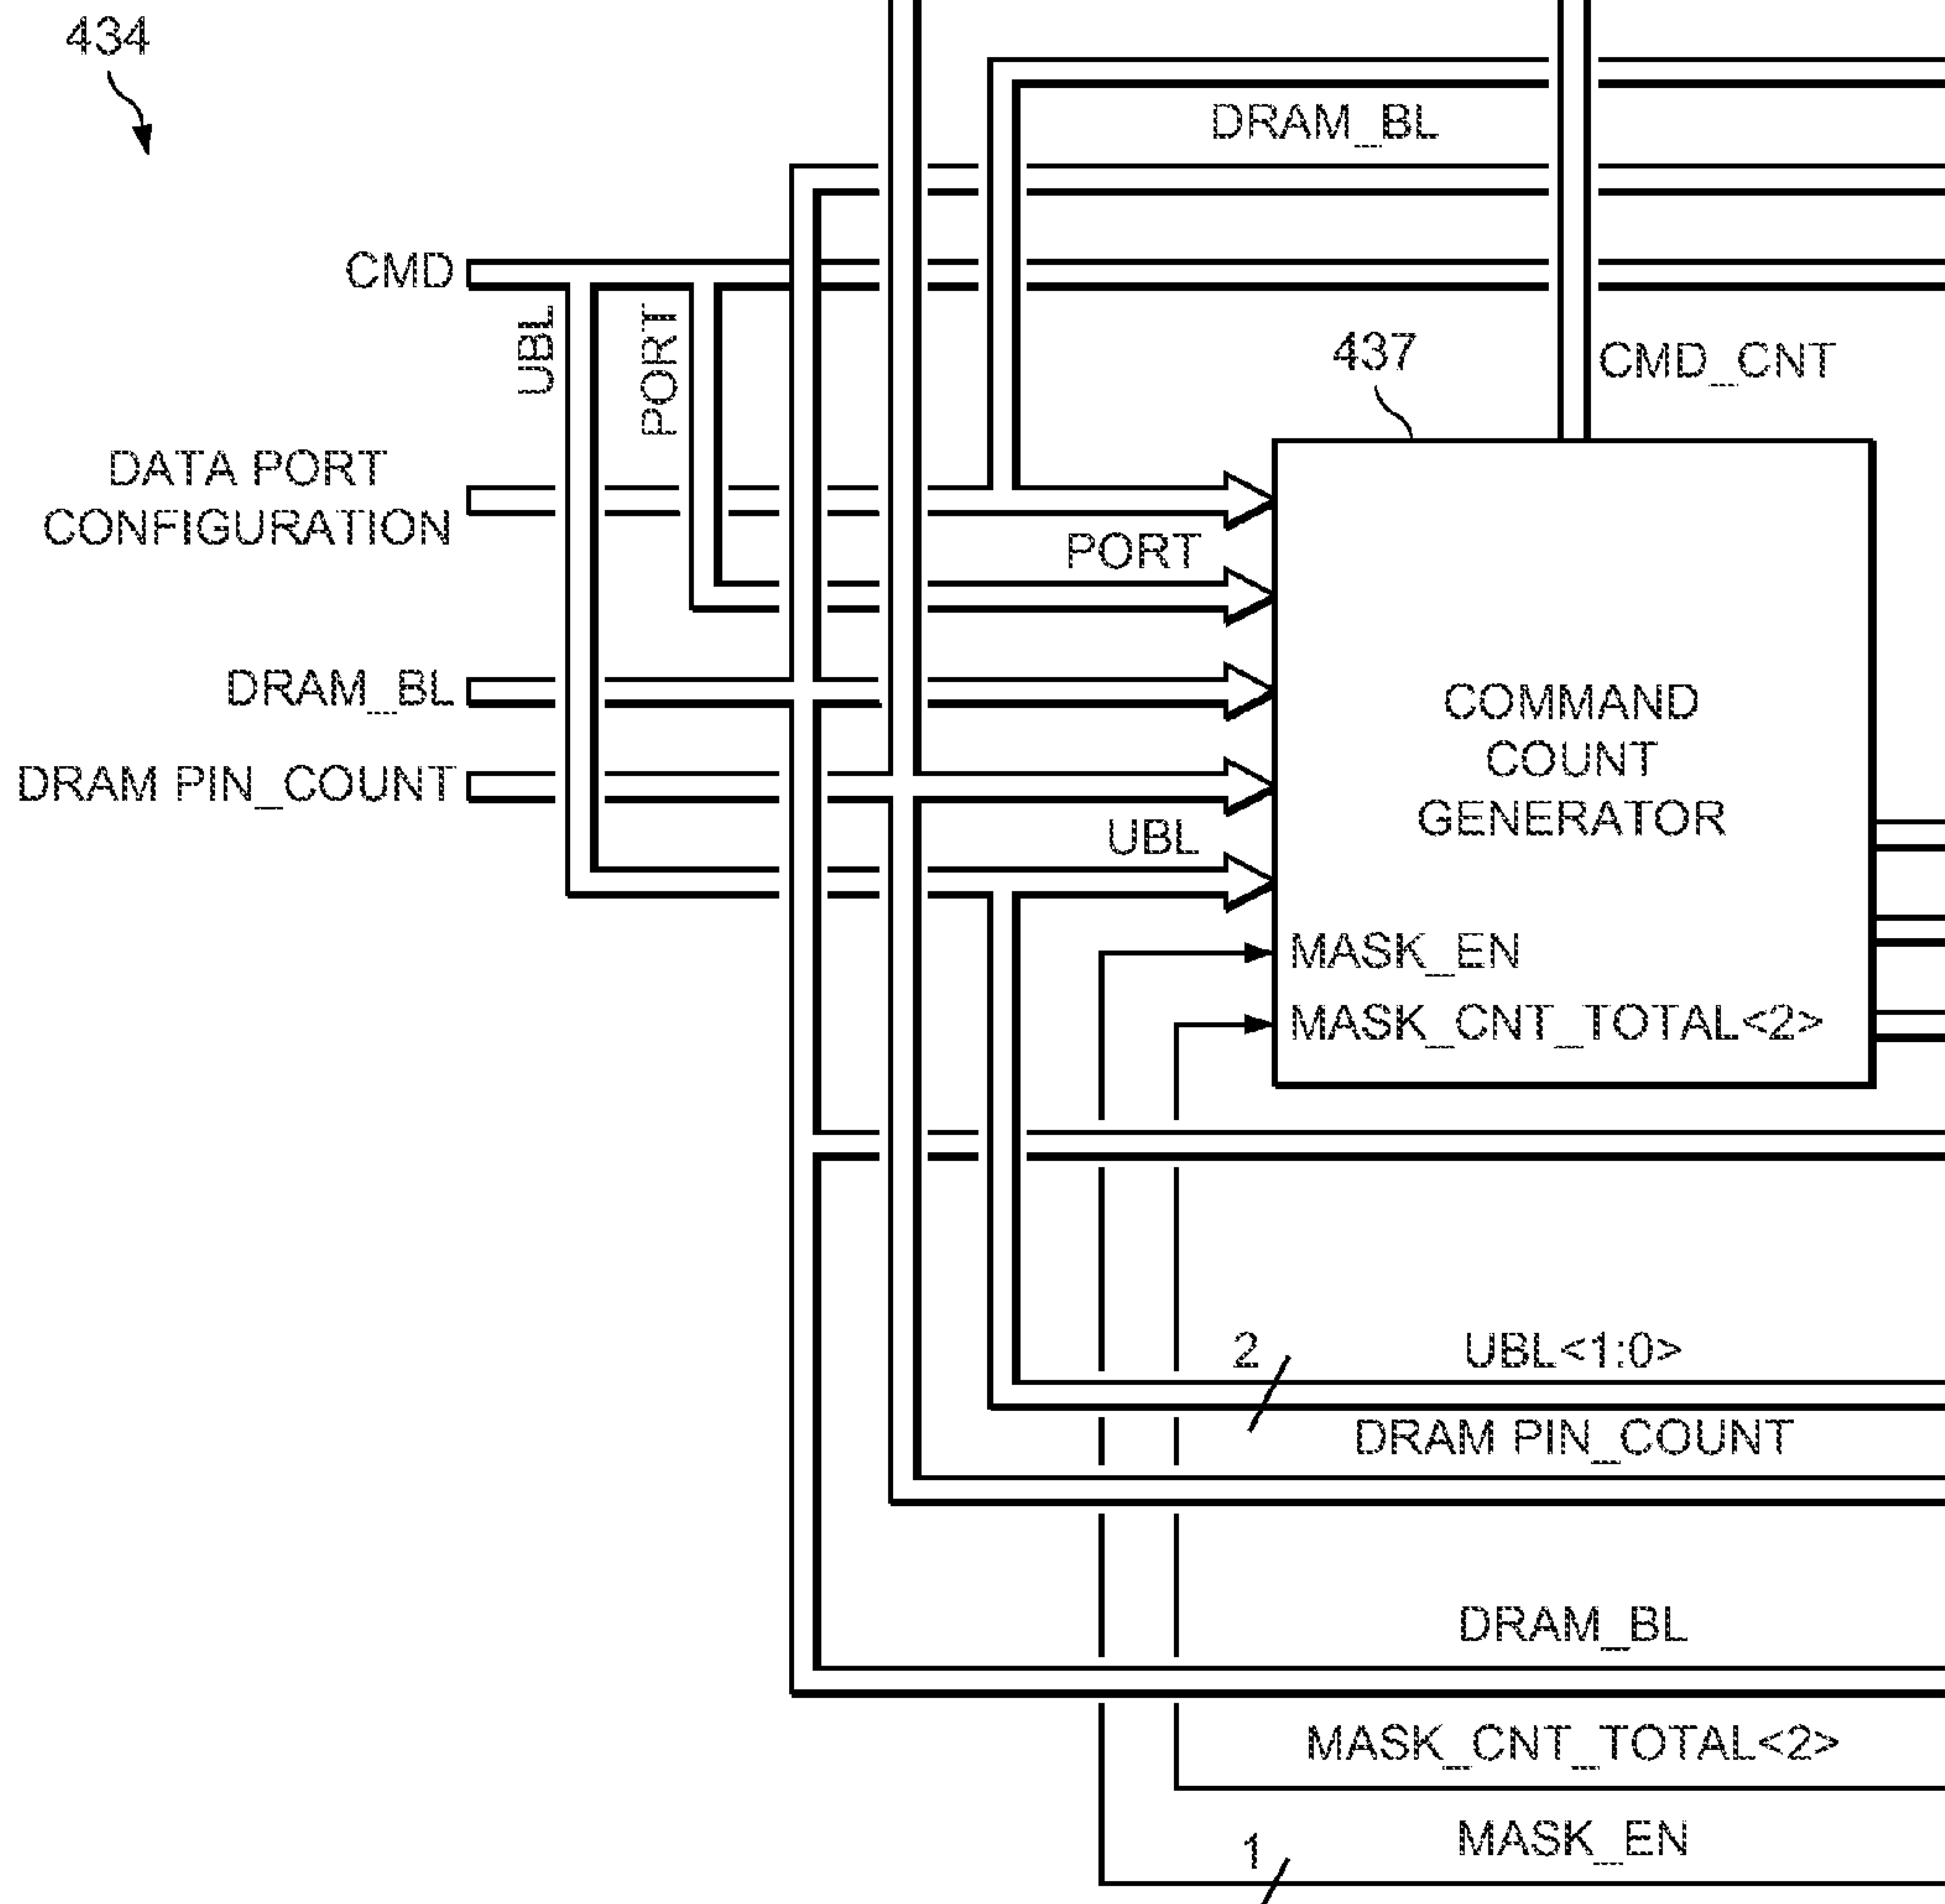 434
DRAM_BL
CMD
UBL
PORT
437
CMD_CNT
DATA PORT
CONFIGURATION
PORT
DRAM_BL
COMMAND
COUNT
GENERATOR
DRAM PIN_COUNT
UBL
MASK_EN
MASK_CNT_TOTAL<2>
2
UBL<1:0>
DRAM PIN_COUNT
DRAM_BL
MASK_CNT_TOTAL<2>
MASK_EN
1